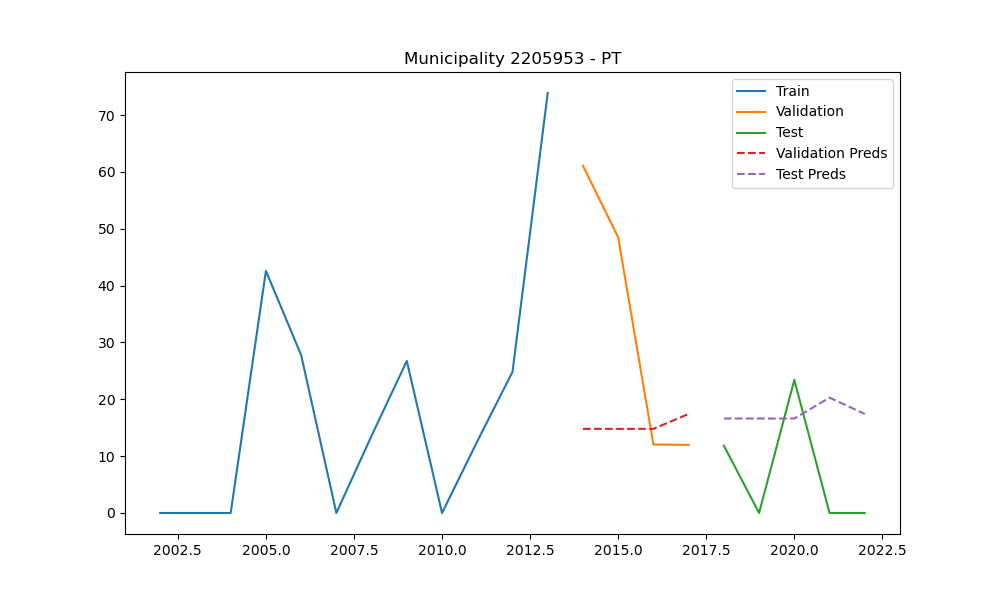 Municipality 2205953 - PT
Train
Validation
Test
Validation Preds
Test Preds
70
60
50
40
30
20
10
0
2002.5 2005.0 2007.5 2010.0 2012.5 2015.0 2017.5 2020.0 2022.5